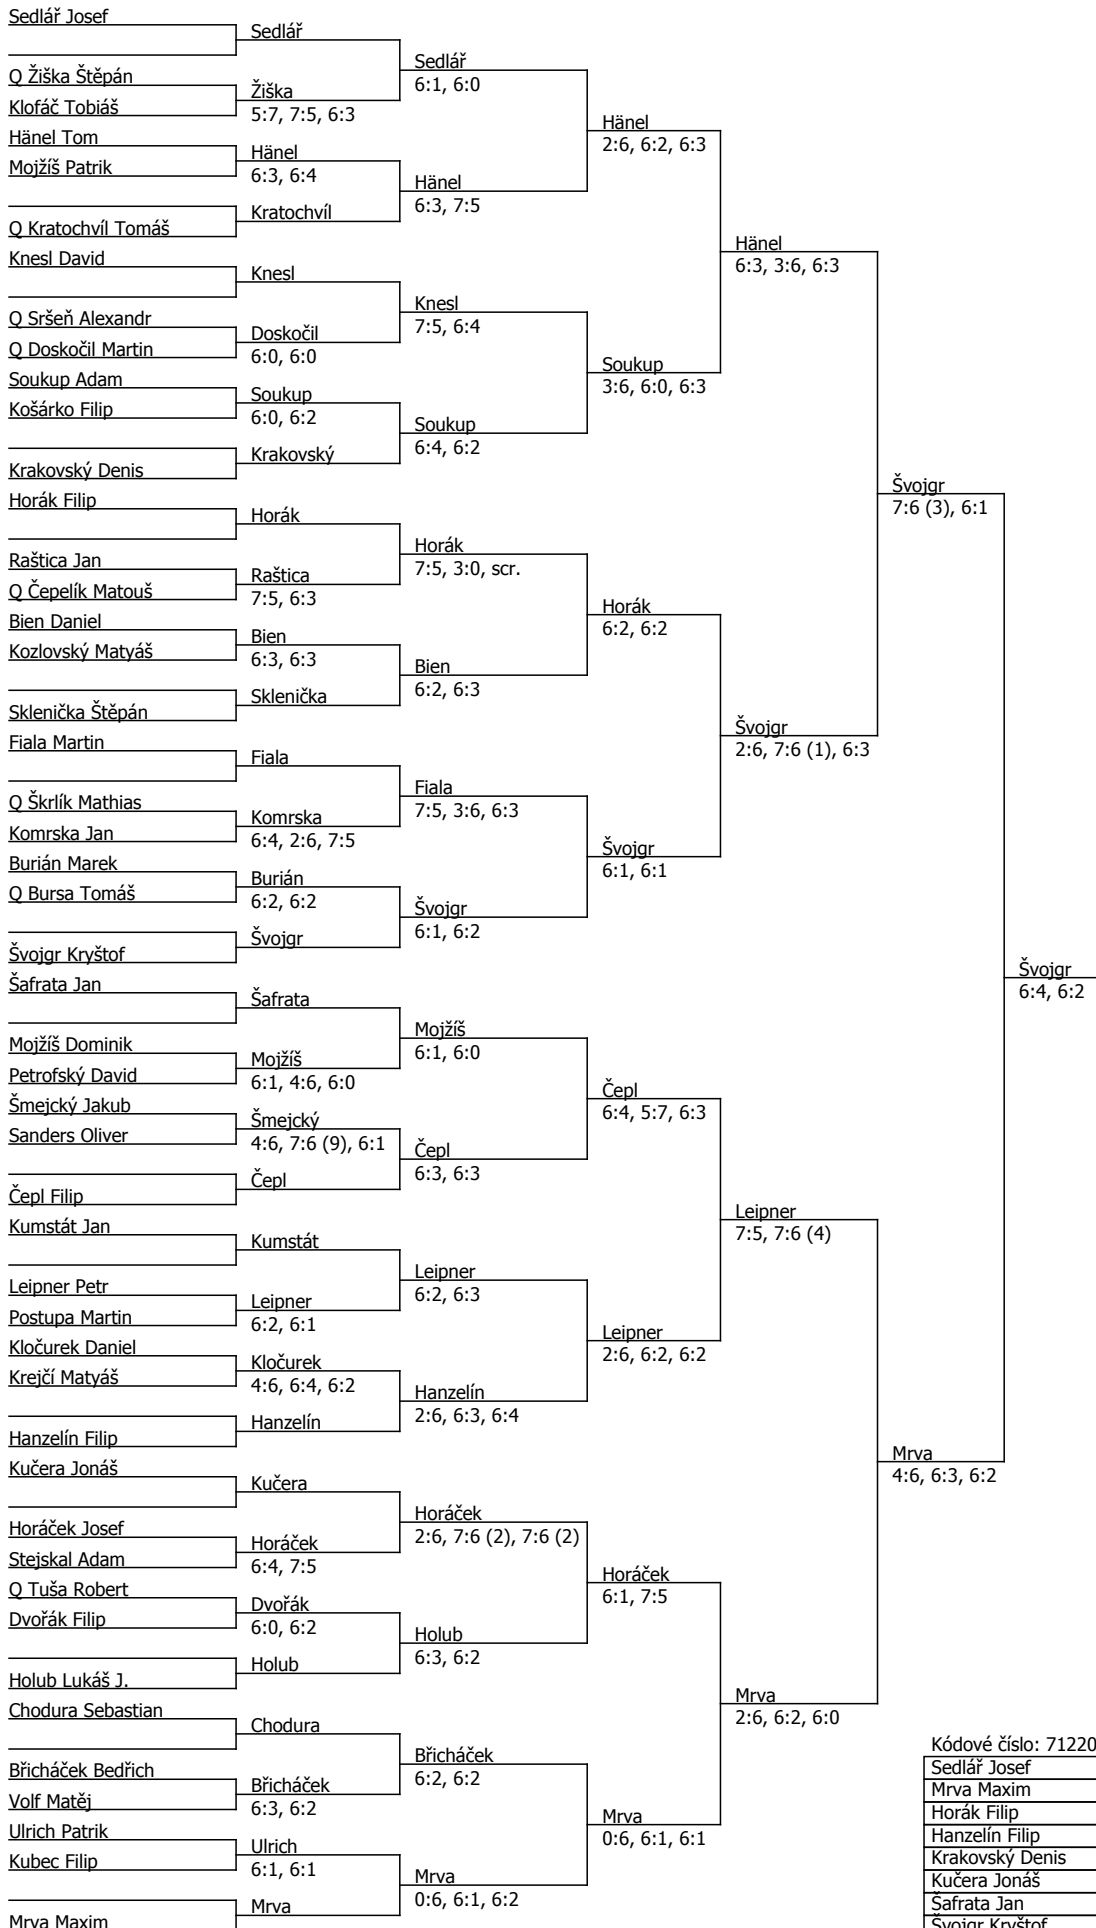 Sedlář Josef
Q Žiška Štěpán
Klofáč Tobiáš
Hänel Tom
Mojžíš Patrik
Q Kratochvíl Tomáš
Knesl David
Q Sršeň Alexandr
Q Doskočil Martin
Soukup Adam
Košárko Filip
Krakovský Denis
Horák Filip
Raštica Jan
Q Čepelík Matouš
Bien Daniel
Kozlovský Matyáš
Sklenička Štěpán
Fiala Martin
Q Škrlík Mathias
Komrska Jan
Burián Marek
Q Bursa Tomáš
Švojgr Kryštof
Šafrata Jan
Mojžíš Dominik
Petrofský David
Šmejcký Jakub
Sanders Oliver
Čepl Filip
Kumstát Jan
Leipner Petr
Postupa Martin
Kločurek Daniel
Krejčí Matyáš
Hanzelín Filip
Kučera Jonáš
Horáček Josef
Stejskal Adam
Q Tuša Robert
Dvořák Filip
Holub Lukáš J.
Chodura Sebastian
Břicháček Bedřich
Volf Matěj
Ulrich Patrik
Kubec Filip
Mrva Maxim
Sedlář
Žiška
5:7, 7:5, 6:3
Hänel
6:3, 6:4
Kratochvíl
Knesl
Doskočil
6:0, 6:0
Soukup
6:0, 6:2
Krakovský
Horák
Raštica
7:5, 6:3
Bien
6:3, 6:3
Sklenička
Fiala
Komrska
6:4, 2:6, 7:5
Burián
6:2, 6:2
Švojgr
Šafrata
Mojžíš
6:1, 4:6, 6:0
Šmejcký
4:6, 7:6 (9), 6:1
Čepl
Kumstát
Leipner
6:2, 6:1
Kločurek
4:6, 6:4, 6:2
Hanzelín
Kučera
Horáček
6:4, 7:5
Dvořák
6:0, 6:2
Holub
Chodura
Břicháček
6:3, 6:2
Ulrich
6:1, 6:1
Mrva
Sedlář
6:1, 6:0
Hänel
6:3, 7:5
Knesl
7:5, 6:4
Soukup
6:4, 6:2
Horák
7:5, 3:0, scr.
Bien
6:2, 6:3
Fiala
7:5, 3:6, 6:3
Švojgr
6:1, 6:2
Mojžíš
6:1, 6:0
Čepl
6:3, 6:3
Leipner
6:2, 6:3
Hanzelín
2:6, 6:3, 6:4
Horáček
2:6, 7:6 (2), 7:6 (2)
Holub
6:3, 6:2
Břicháček
6:2, 6:2
Mrva
0:6, 6:1, 6:2
Hänel
2:6, 6:2, 6:3
Soukup
3:6, 6:0, 6:3
Horák
6:2, 6:2
Švojgr
6:1, 6:1
Čepl
6:4, 5:7, 6:3
Leipner
2:6, 6:2, 6:2
Horáček
6:1, 7:5
Mrva
0:6, 6:1, 6:1
Hänel
6:3, 3:6, 6:3
Švojgr
2:6, 7:6 (1), 6:3
Leipner
7:5, 7:6 (4)
Mrva
2:6, 6:2, 6:0
Švojgr
7:6 (3), 6:1
Mrva
4:6, 6:3, 6:2
Švojgr
6:4, 6:2
Kódové číslo: 71220
Sedlář Josef
Mrva Maxim
Horák Filip
Hanzelín Filip
Krakovský Denis
Kučera Jonáš
Šafrata Jan
Švojgr Kryštof